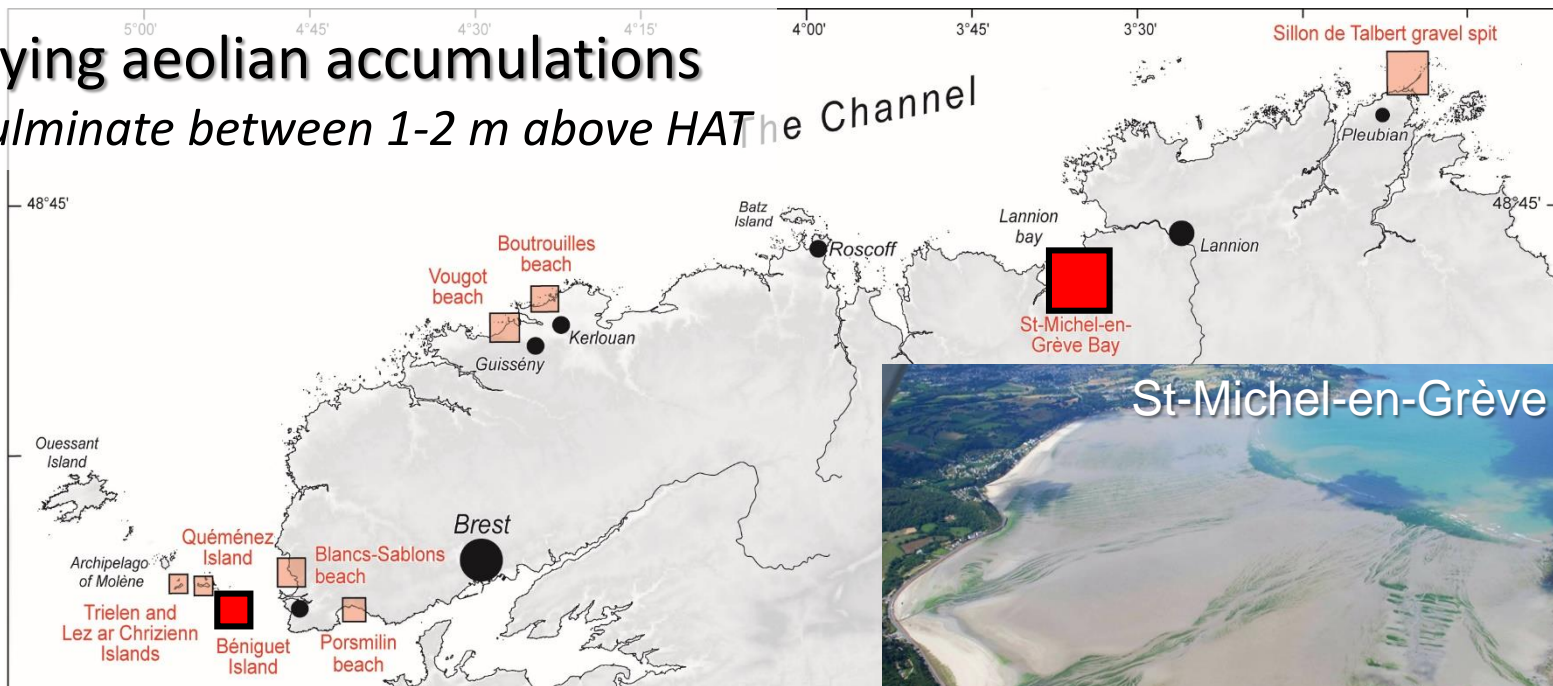 5°00'
4°45'
4°30'
4°15'
4°00'
3°45'
3°30'
ying aeolian accumulations
ulminate between 1-2 m above HAT
The Channel
Sillon de Talbert gravel spit
Pleubian
48°45'
48°45'
Batz
Island
Roscoff
Lannion
bay
Lannion
Boutrouilles
beach
Vougot
beach
Kerlouan
Guissény
St-Michel-en-
Grève Bay
St-Michel-en-Grève
Ouessant
Island
Brest
Quéménez
Island
Blancs-Sablons
beach
Archipelago
of Molène
Trielen and
Lez ar Chrizienn
Islands
Béniguet
Island
Porsmilin
beach